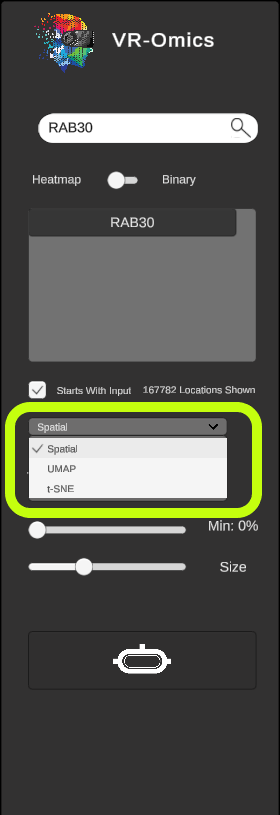 VR-Omics
RAB30
Heatmap Binary
RAB30
Starts With Input 167782 Locations Shown
Spatial
Spatial
UMAP
t-SNE
Min: 0%
Size